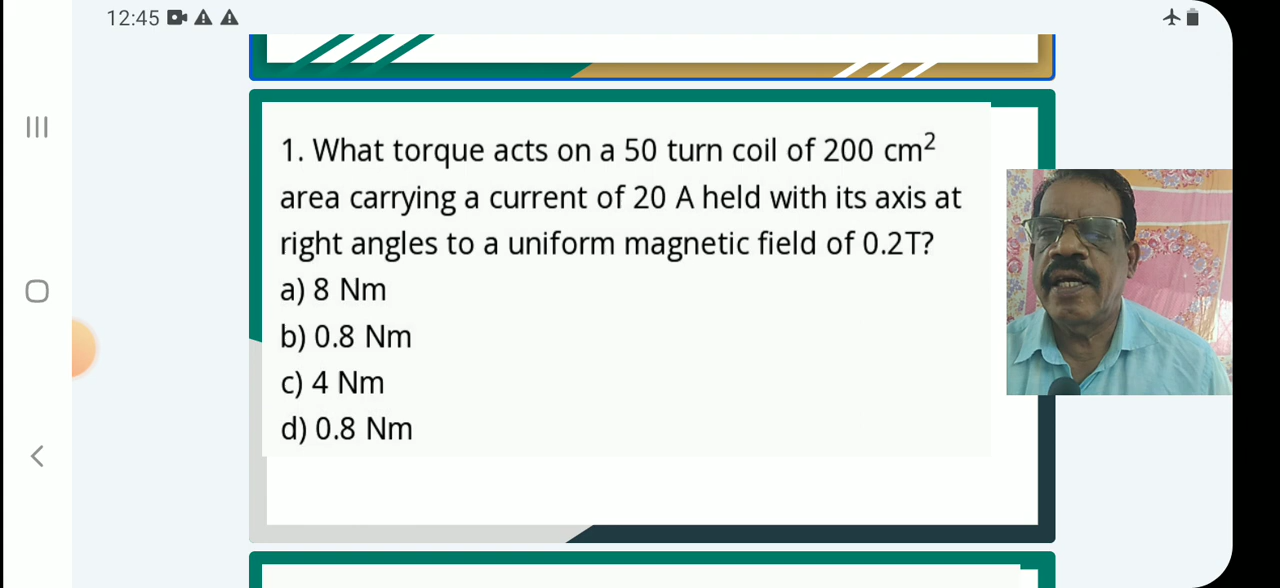 12:45
1. What torque acts on a 50 turn coil of 200 cm²
area carrying a current of 20 A held with its axis at
right angles to a uniform magnetic field of 0.2T?
a) 8 Nm
b) 0.8 Nm
c) 4 Nm
d) 0.8 Nm